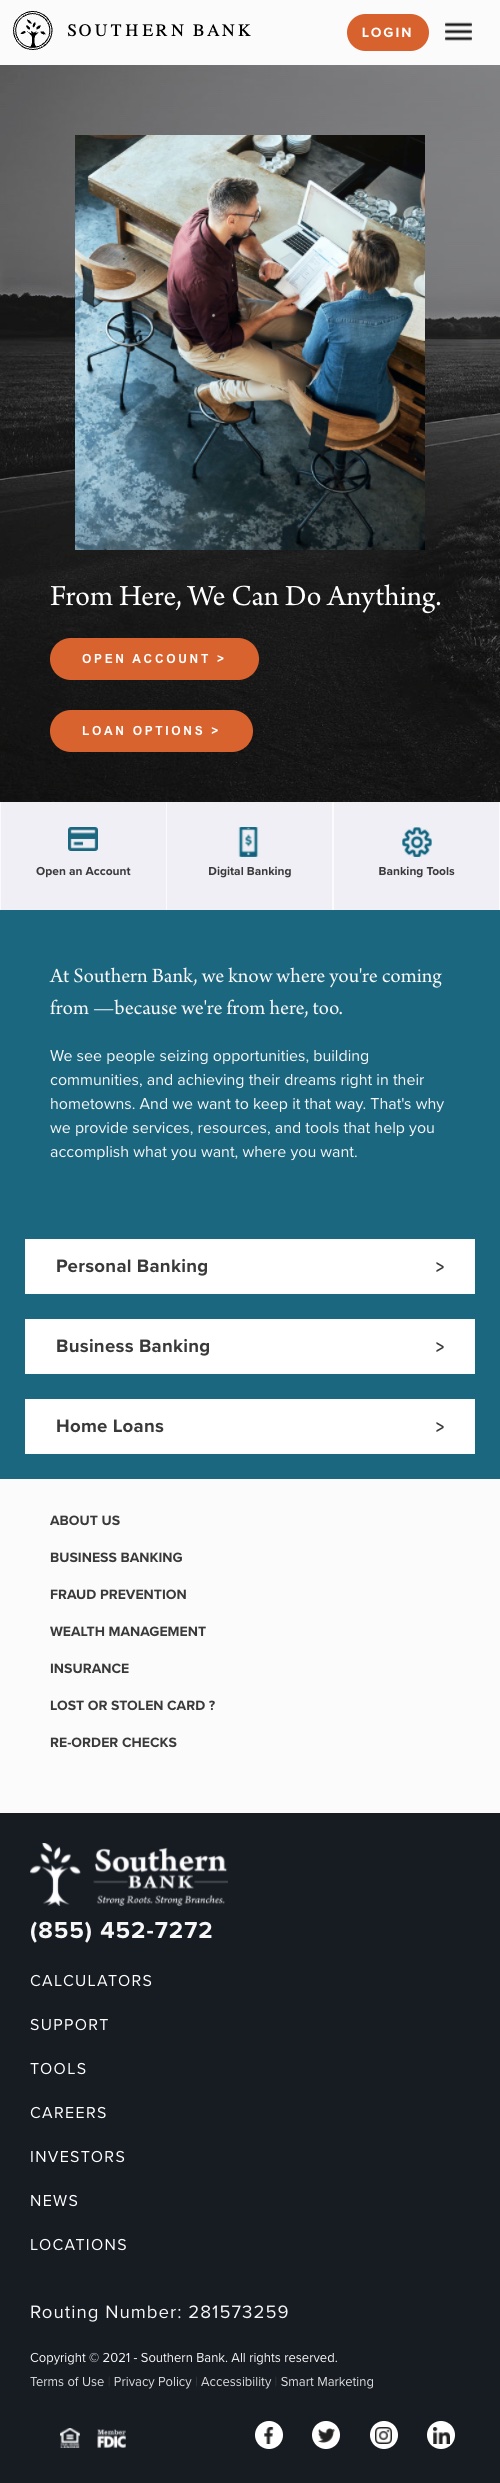 SOUTHERN BANK
LOGIN
From Here, We Can Do Anything.
OPEN ACCOUNT >
LOAN OPTIONS >
Open an Account
Digital Banking
Banking Tools
At Southern Bank, we know where you're coming
from —because we're from here, too.
We see people seizing opportunities, building
communities, and achieving their dreams right in their
hometowns. And we want to keep it that way. That's why
we provide services, resources, and tools that help you
accomplish what you want, where you want.
Personal Banking >
Business Banking >
Home Loans >
ABOUT US
BUSINESS BANKING
FRAUD PREVENTION
WEALTH MANAGEMENT
INSURANCE
LOST OR STOLEN CARD ?
RE-ORDER CHECKS
Southern
BANK
Strong Roots. Strong Branches.
(855) 452-7272
CALCULATORS
SUPPORT
TOOLS
CAREERS
INVESTORS
NEWS
LOCATIONS
Routing Number: 281573259
Copyright © 2021 - Southern Bank. All rights reserved.
Terms of Use | Privacy Policy | Accessibility | Smart Marketing
Member
FDIC